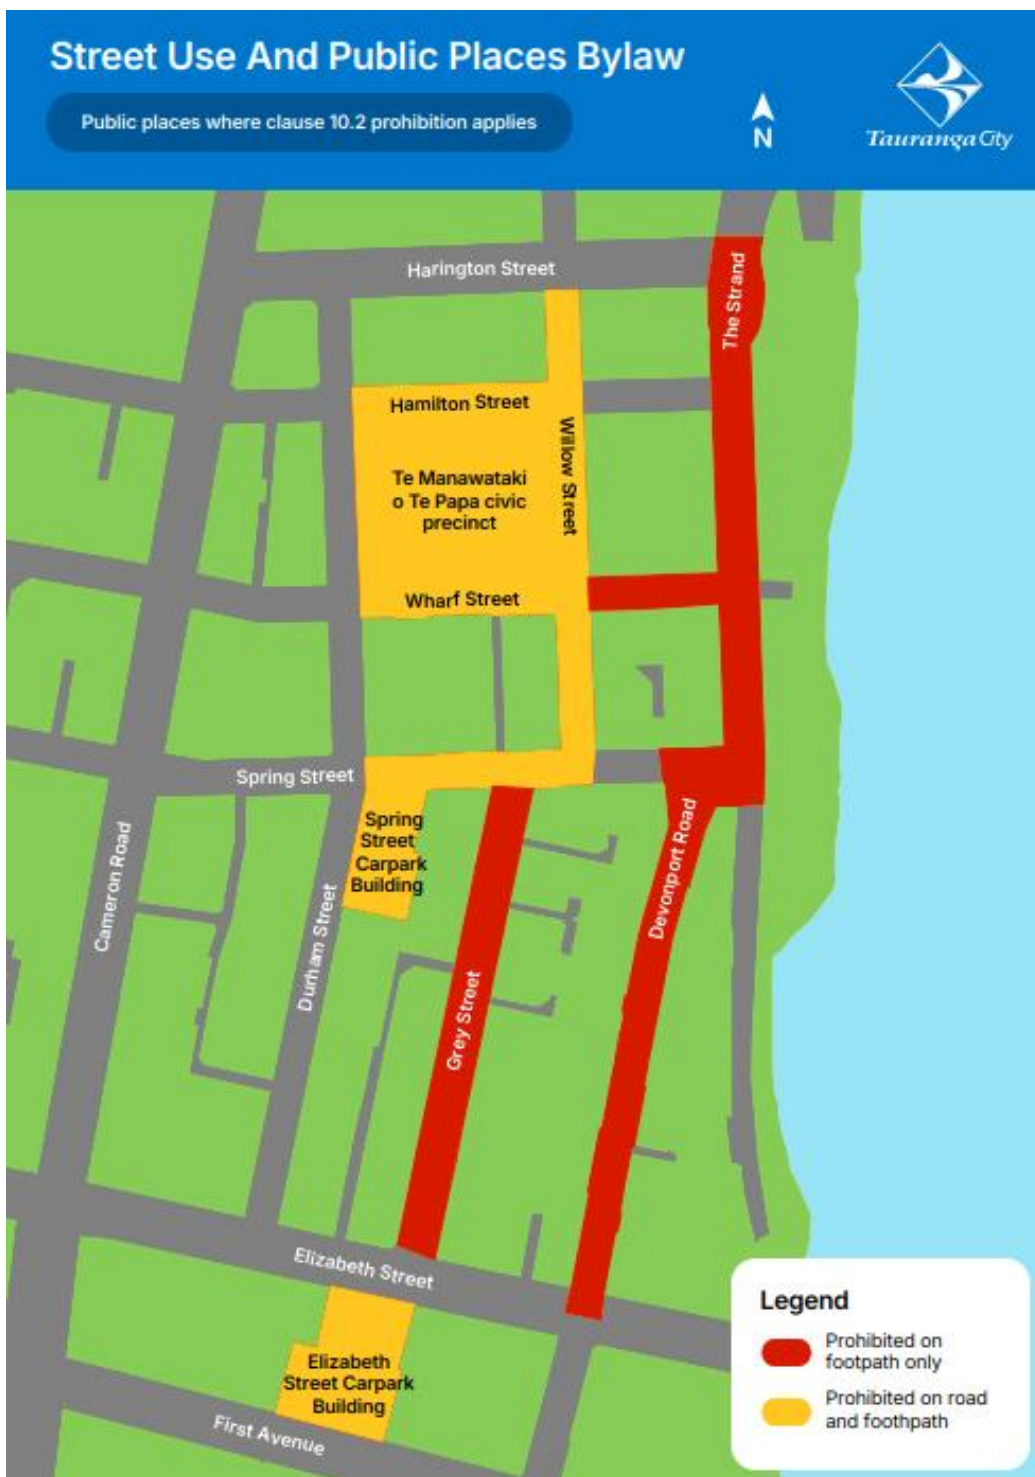 Street Use And Public Places Bylaw
Public places where clause 10.2 prohibition applies
N
Tauranga City
Harington Street
The Strand
Hamilton Street
Willow Street
Te Manawataki
o Te Papa civic
precinct
Wharf Street
Spring Street
Spring
Street
Carpark
Building
Cameron Road
Durham Street
Grey Street
Devonport Road
Elizabeth Street
Elizabeth
Street Carpark
Building
First Avenue
Legend
Prohibited on
footpath only
Prohibited on road
and foothpath